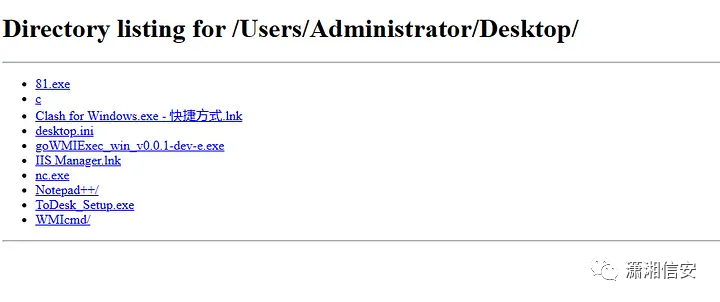 Directory listing for /Users/Administrator/Desktop/
81.exe
c
Clash for Windows.exe - 快捷方式.lnk
desktop.ini
goWMIExec_win_v0.0.1-dev-e.exe
IIS Manager.lnk
nc.exe
Notepad++/
ToDesk_Setup.exe
WMIcmd/
潇湘信安